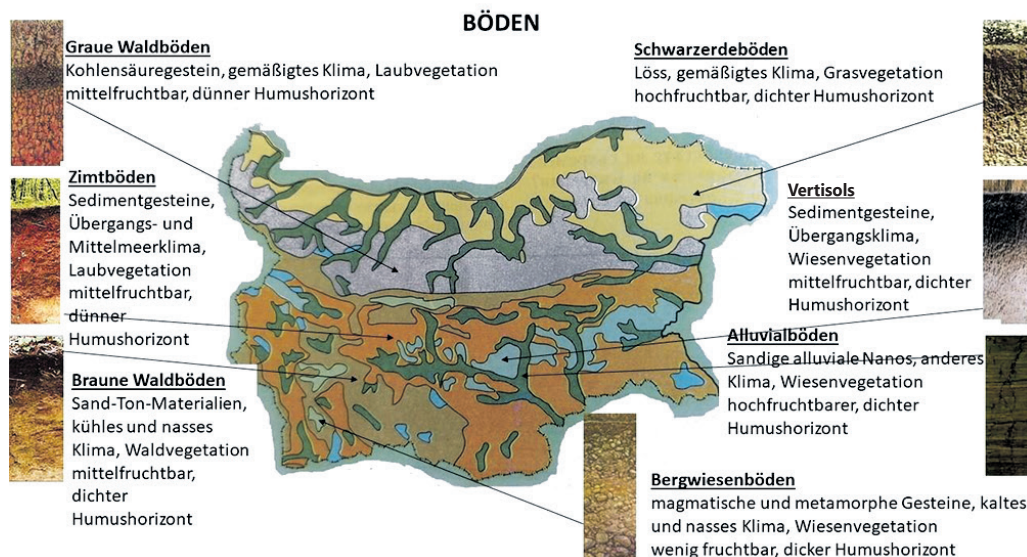 BÖDEN
Graue Waldböden
Kohlensäuregestein, gemäßigtes Klima, Laubvegetation
mittelfruchtbar, dünner Humushorizont
Schwarzerdeböden
Löss, gemäßigtes Klima, Grasvegetation
hochfruchtbar, dichter Humushorizont
Zimtböden
Sedimentgesteine,
Übergangs- und
Mittelmeerklima,
Laubvegetation
mittelfruchtbar,
dünner
Humushorizont
Vertisols
Sedimentgesteine,
Übergangsklima,
Wiesenvegetation
mittelfruchtbar, dichter
Humushorizont
Braune Waldböden
Sand-Ton-Materialien,
kühles und nasses
Klima, Waldvegetation
mittelfruchtbar,
dichter
Humushorizont
Alluvialböden
Sandige alluviale Nanos, anderes
Klima, Wiesenvegetation
hochfruchtbarer, dichter
Humushorizont
Bergwiesenböden
magmatische und metamorphe Gesteine, kaltes
und nasses Klima, Wiesenvegetation
wenig fruchtbar, dicker Humushorizont